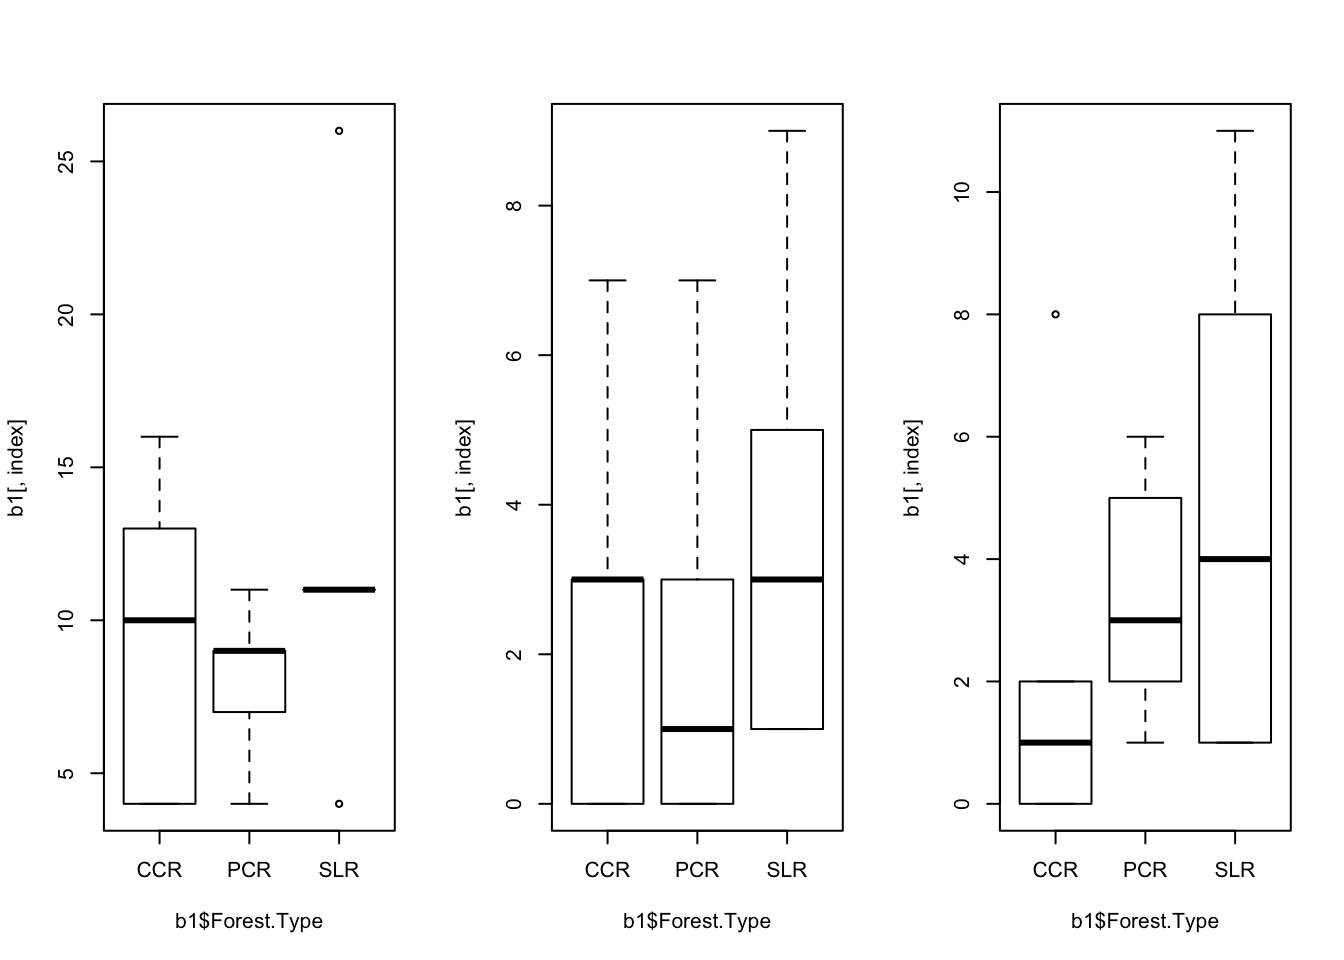 b1[, index]
25
20
15
10
5
CCR PCR SLR
b1$Forest.Type
b1[, index]
8
6
4
2
0
CCR PCR SLR
b1$Forest.Type
b1[, index]
10
8
6
4
2
0
CCR PCR SLR
b1$Forest.Type